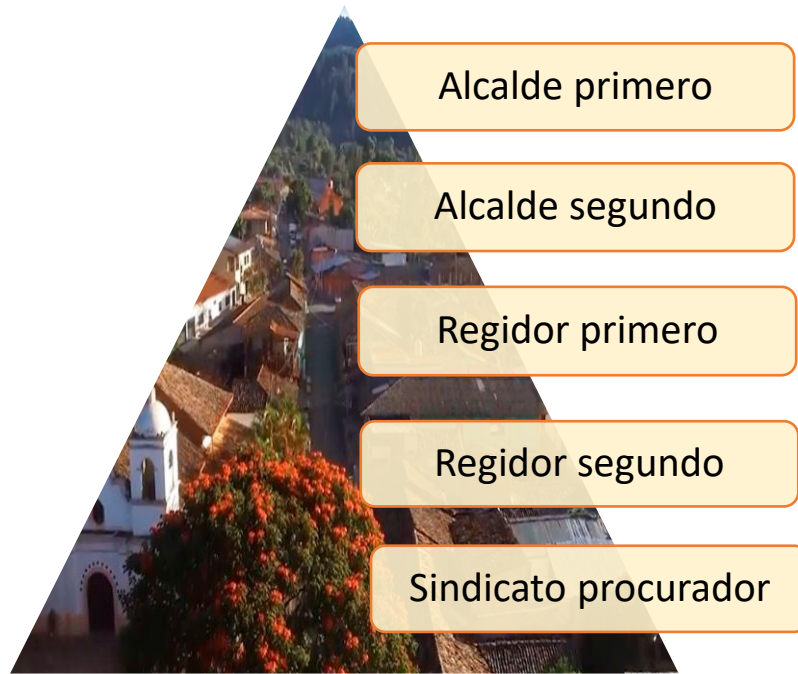 Alcalde primero
Alcalde segundo
Regidor primero
Regidor segundo
Sindicato procurador